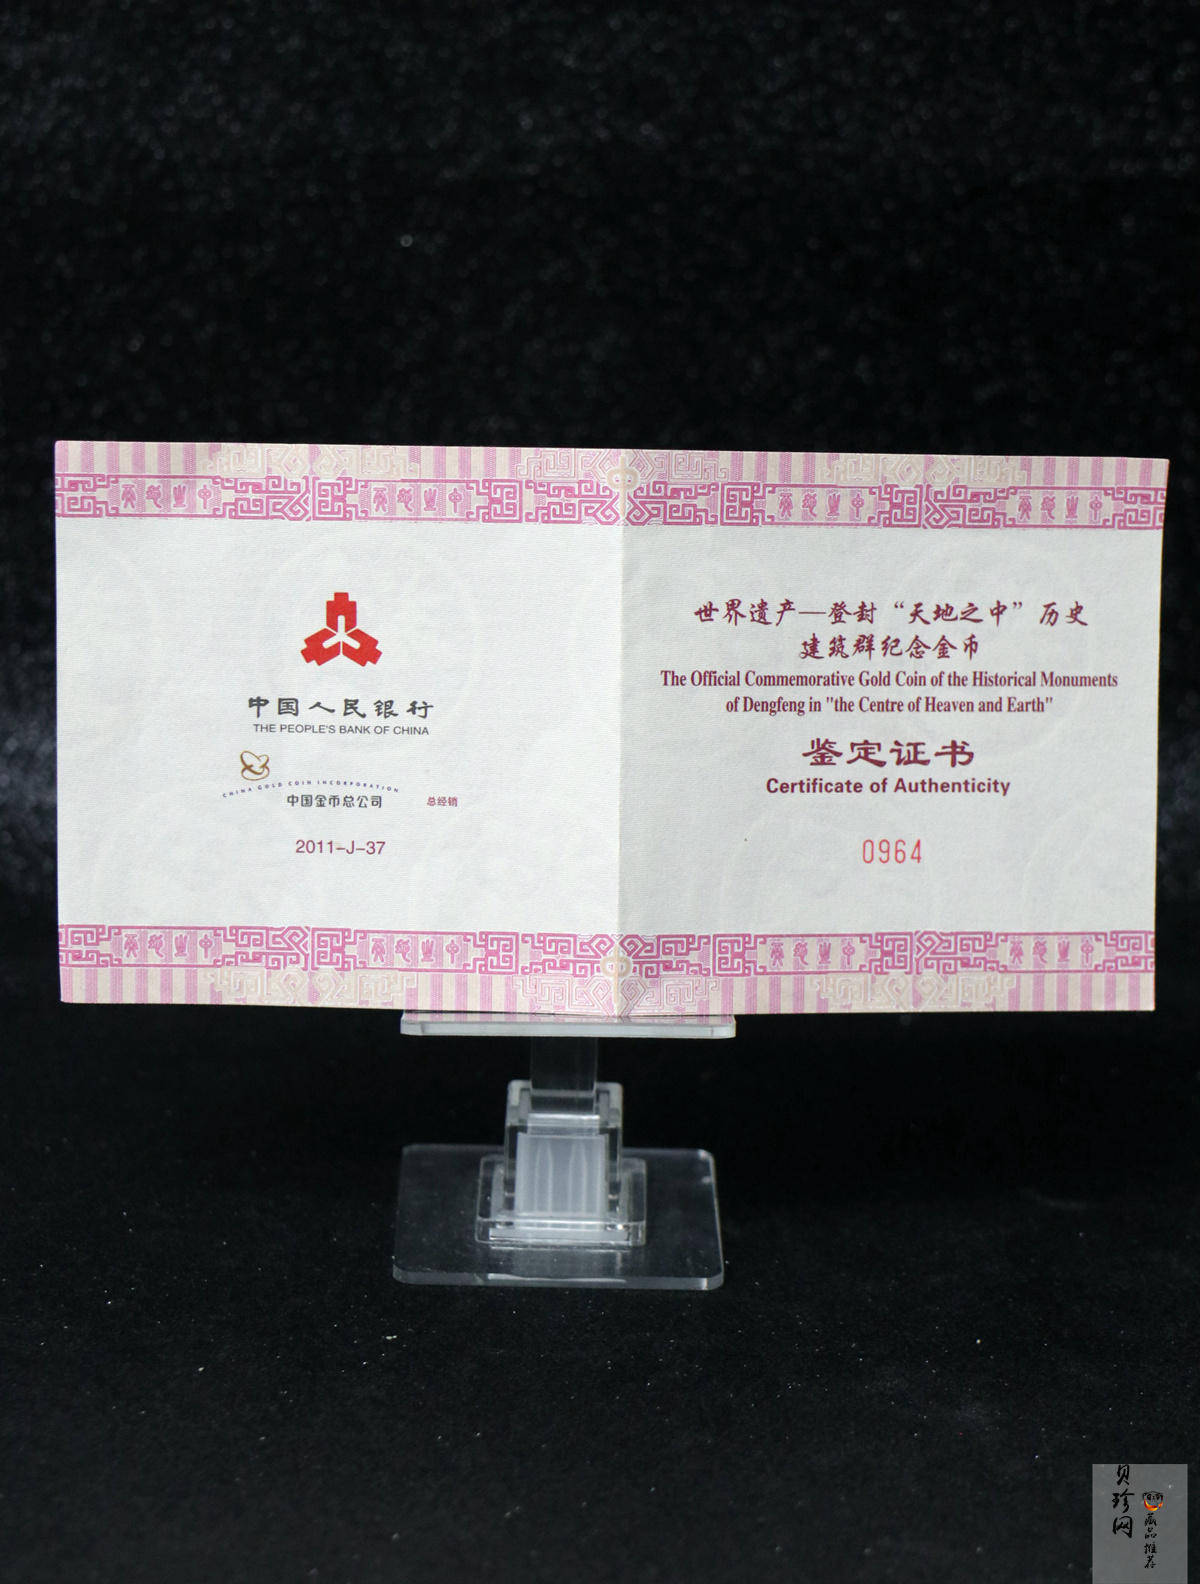 中国人民银行
THE PEOPLE'S BANK OF CHINA
CHINA GOLD COIN INCORPORATION
中国金币总公司 总经销
2011-J-37
世界遗产—登封“天地之中”历史
建筑群纪念金币
The Official Commemorative Gold Coin of the Historical Monuments
of Dengfeng in "the Centre of Heaven and Earth"
鉴定证书
Certificate of Authenticity
0964
贝珍网
藏品推荐